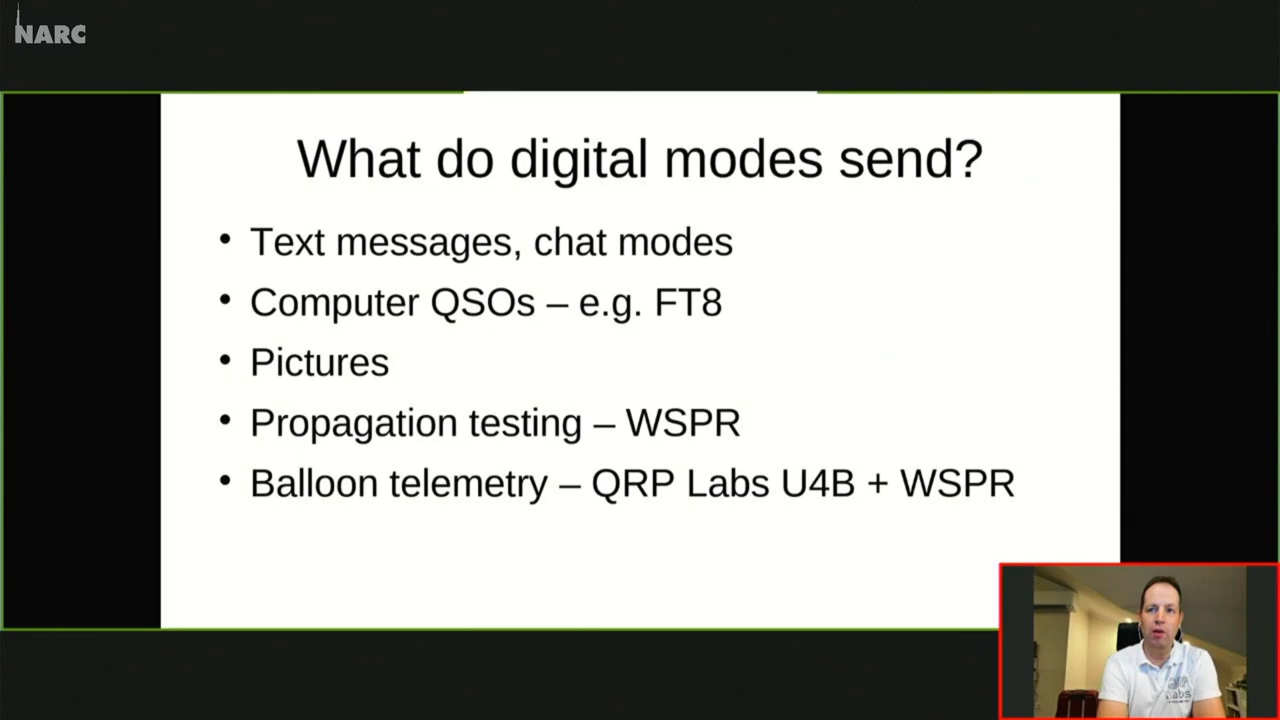 NARC
What do digital modes send?
• Text messages, chat modes
• Computer QSOs – e.g. FT8
• Pictures
• Propagation testing – WSPR
• Balloon telemetry – QRP Labs U4B + WSPR
Labs